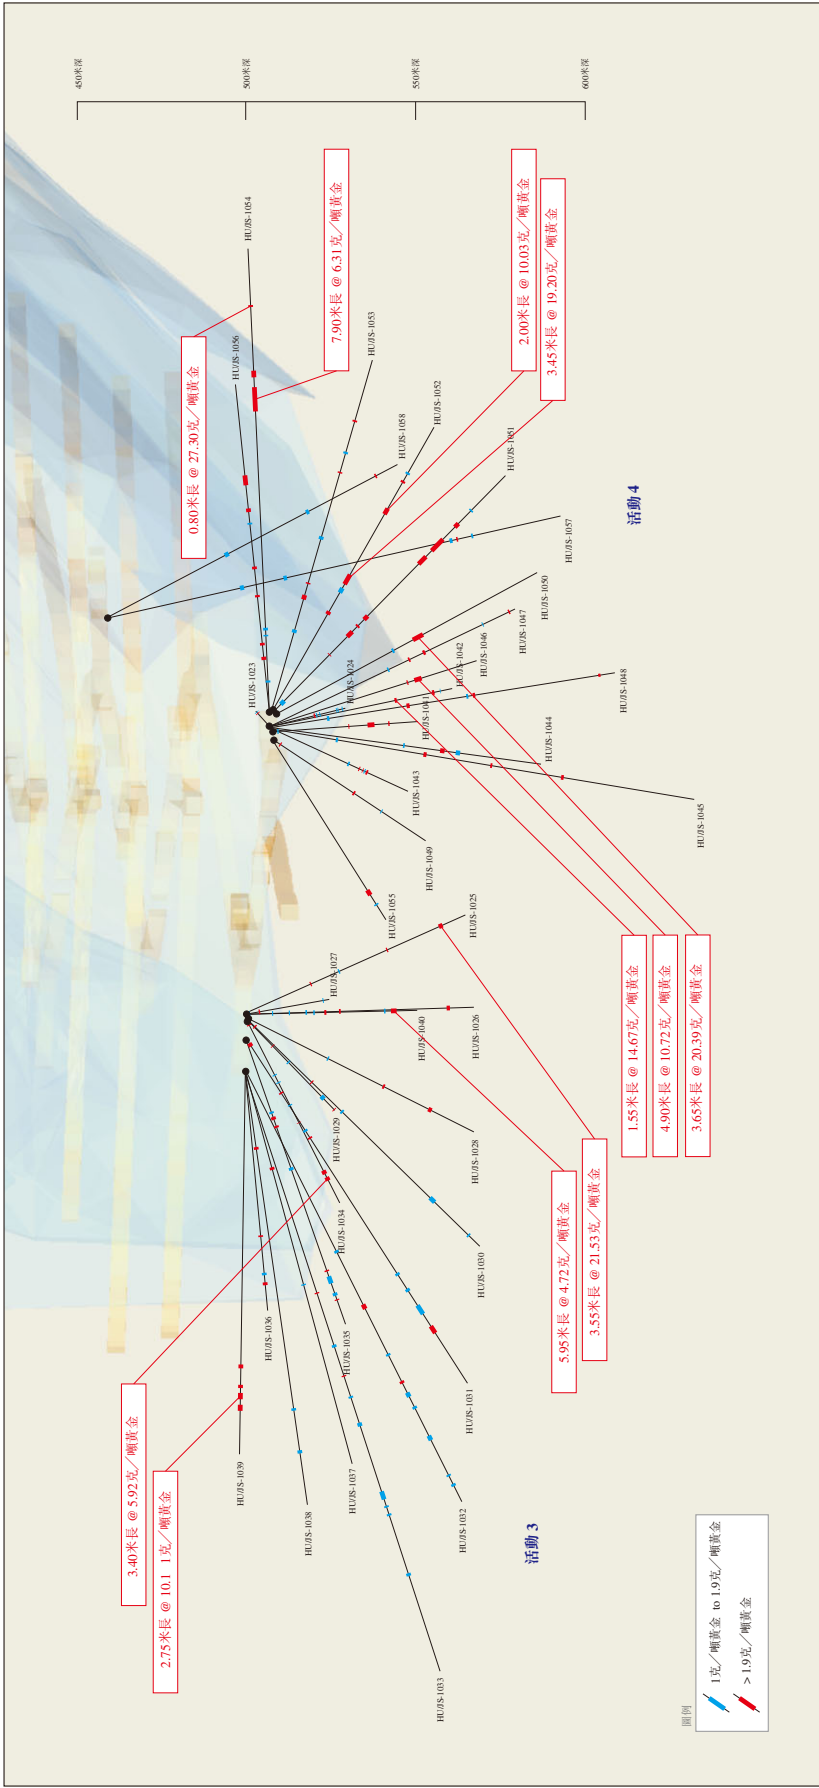 450米深
500米深
550米深
600米深
HU/JS-1054
HU/JS-1056
HU/JS-1053
HU/JS-1058
HU/JS-1052
HU/JS-1051
HU/JS-1057
HU/JS-1050
HU/JS-1047
HU/JS-1046
HU/JS-1042
HU/JS-1048
HU/JS-1023
HU/JS-1024
HU/JS-1041
HU/JS-1044
HU/JS-1045
HU/JS-1043
HU/JS-1049
HU/JS-1055
0.80米長 @ 27.30克／噸黃金
7.90米長 @ 6.31克／噸黃金
2.00米長 @ 10.03克／噸黃金
3.45米長 @ 19.20克／噸黃金
活動 4
1.55米長 @ 14.67克／噸黃金
4.90米長 @ 10.72克／噸黃金
3.65米長 @ 20.39克／噸黃金
HU/JS-1025
HU/JS-1027
HU/JS-1026
HU/JS-1040
HU/JS-1028
HU/JS-1029
HU/JS-1030
HU/JS-1034
HU/JS-1031
HU/JS-1035
HU/JS-1036
HU/JS-1032
HU/JS-1037
HU/JS-1039
HU/JS-1038
HU/JS-1033
5.95米長 @ 4.72克／噸黃金
3.55米長 @ 21.53克／噸黃金
3.40米長 @ 5.92克／噸黃金
2.75米長 @ 10.1 1克／噸黃金
活動 3
圖例
1克／噸黃金 to 1.9克／噸黃金
> 1.9克／噸黃金